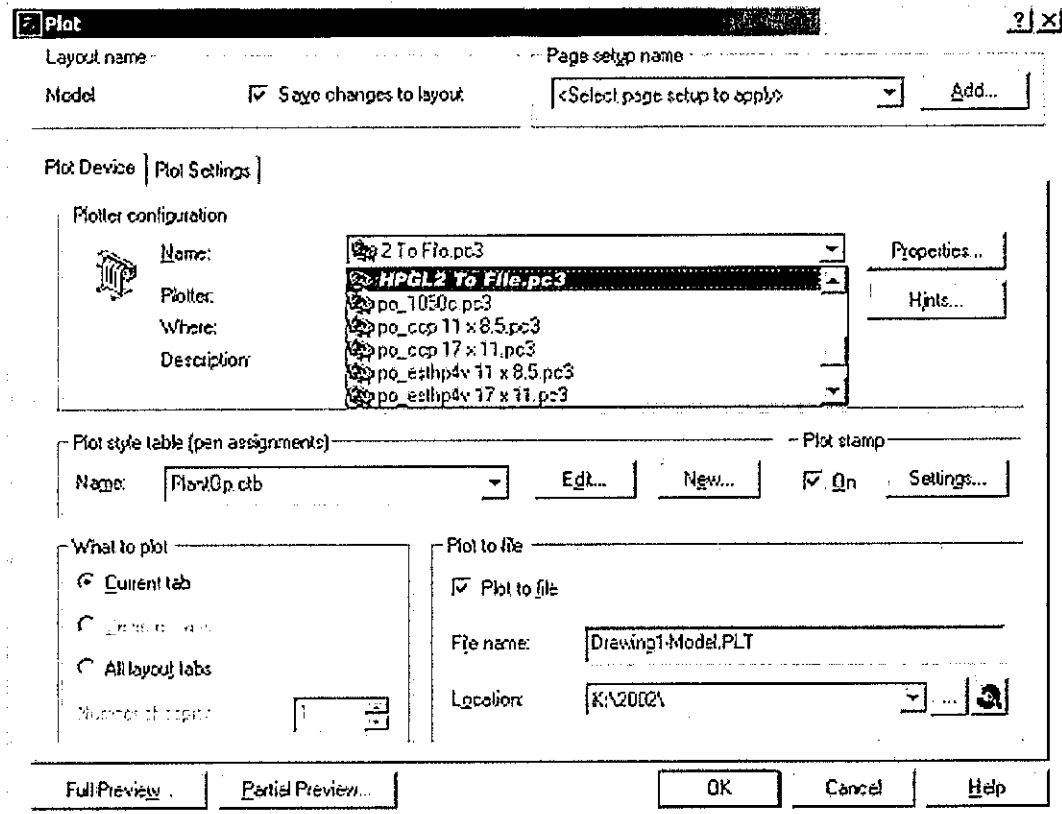 Plot
Layout name
Page setup name
Model
Save changes to layout
<Select page setup to apply>
Add...
Plot Device
Plot Settings
Plotter configuration
Name:
2 To File.pc3
Properties...
HPGL2 To File.pc3
Plotter:
po_1050c.pc3
Hints...
Where:
po_ccp 11 x 8.5.pc3
po_ccp 17 x 11.pc3
Description:
po_esthp4v 11 x 8.5.pc3
po_esthp4v 17 x 11.pc3
Plot style table (pen assignments)
Plot stamp
Name:
PlantOp.ctb
Edit...
New...
On
Settings...
What to plot
Plot to file
Current tab
Plot to file
File name:
Drawing1-Model.PLT
All layout tabs
Location:
K:\2002\
...
Number of copies
1
Full Preview...
Partial Preview...
OK
Cancel
Help